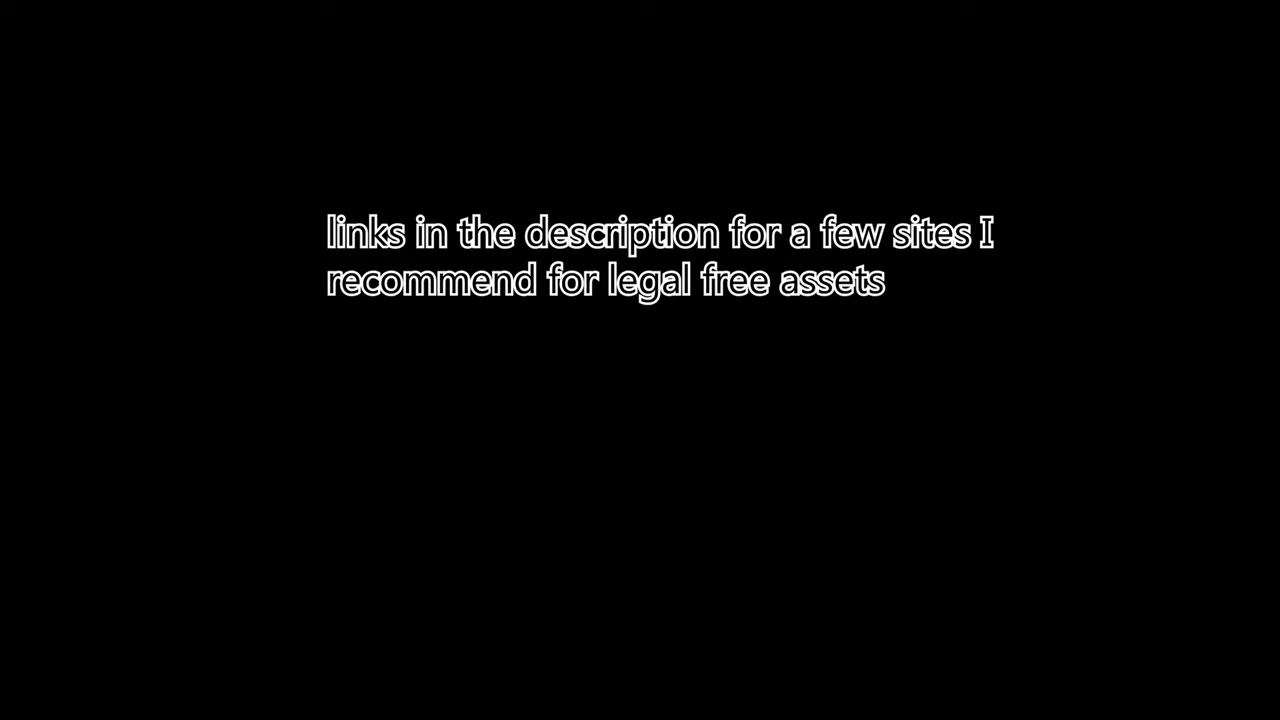 links in the description for a few sites I
recommend for legal free assets